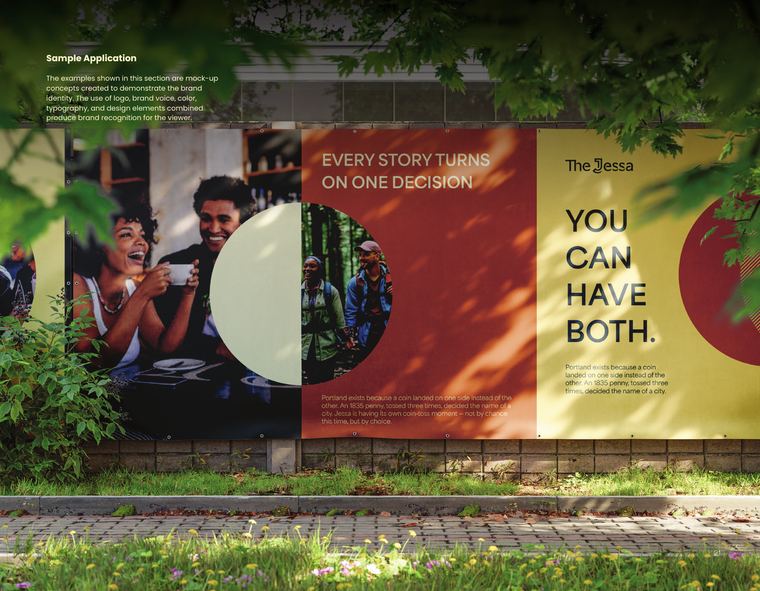 Sample Application
The examples shown in this section are mock-up
concepts created to demonstrate the brand
identity. The use of logo, brand voice, color,
typography, and design elements combined
produce brand recognition for the viewer.
EVERY STORY TURNS
ON ONE DECISION
Portland exists because a coin landed on one side instead of the
other. An 1835 penny, tossed three times, decided the name of a
city. Jessa is having its own coin-toss moment – not by chance
this time, but by choice.
The Jessa
YOU
CAN
HAVE
BOTH.
Portland exists because a coin
landed on one side instead of the
other. An 1835 penny, tossed three
times, decided the name of a city.